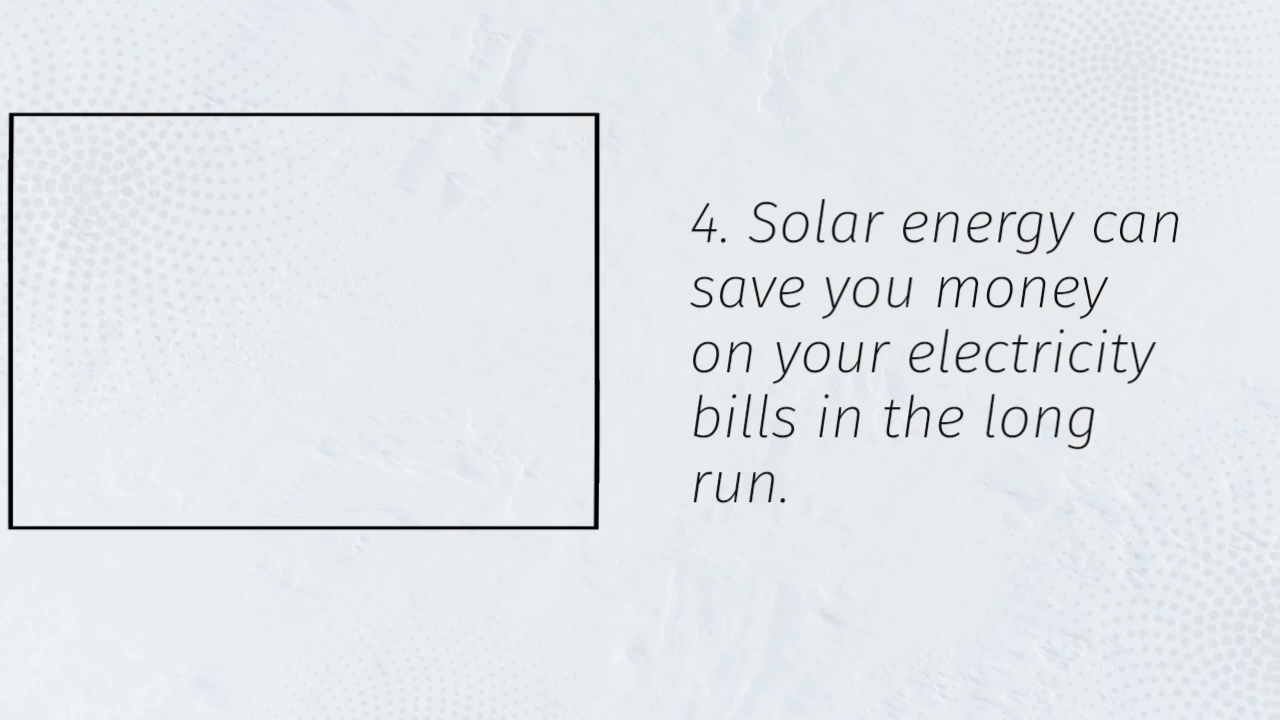 4. Solar energy can
save you money
on your electricity
bills in the long
run.